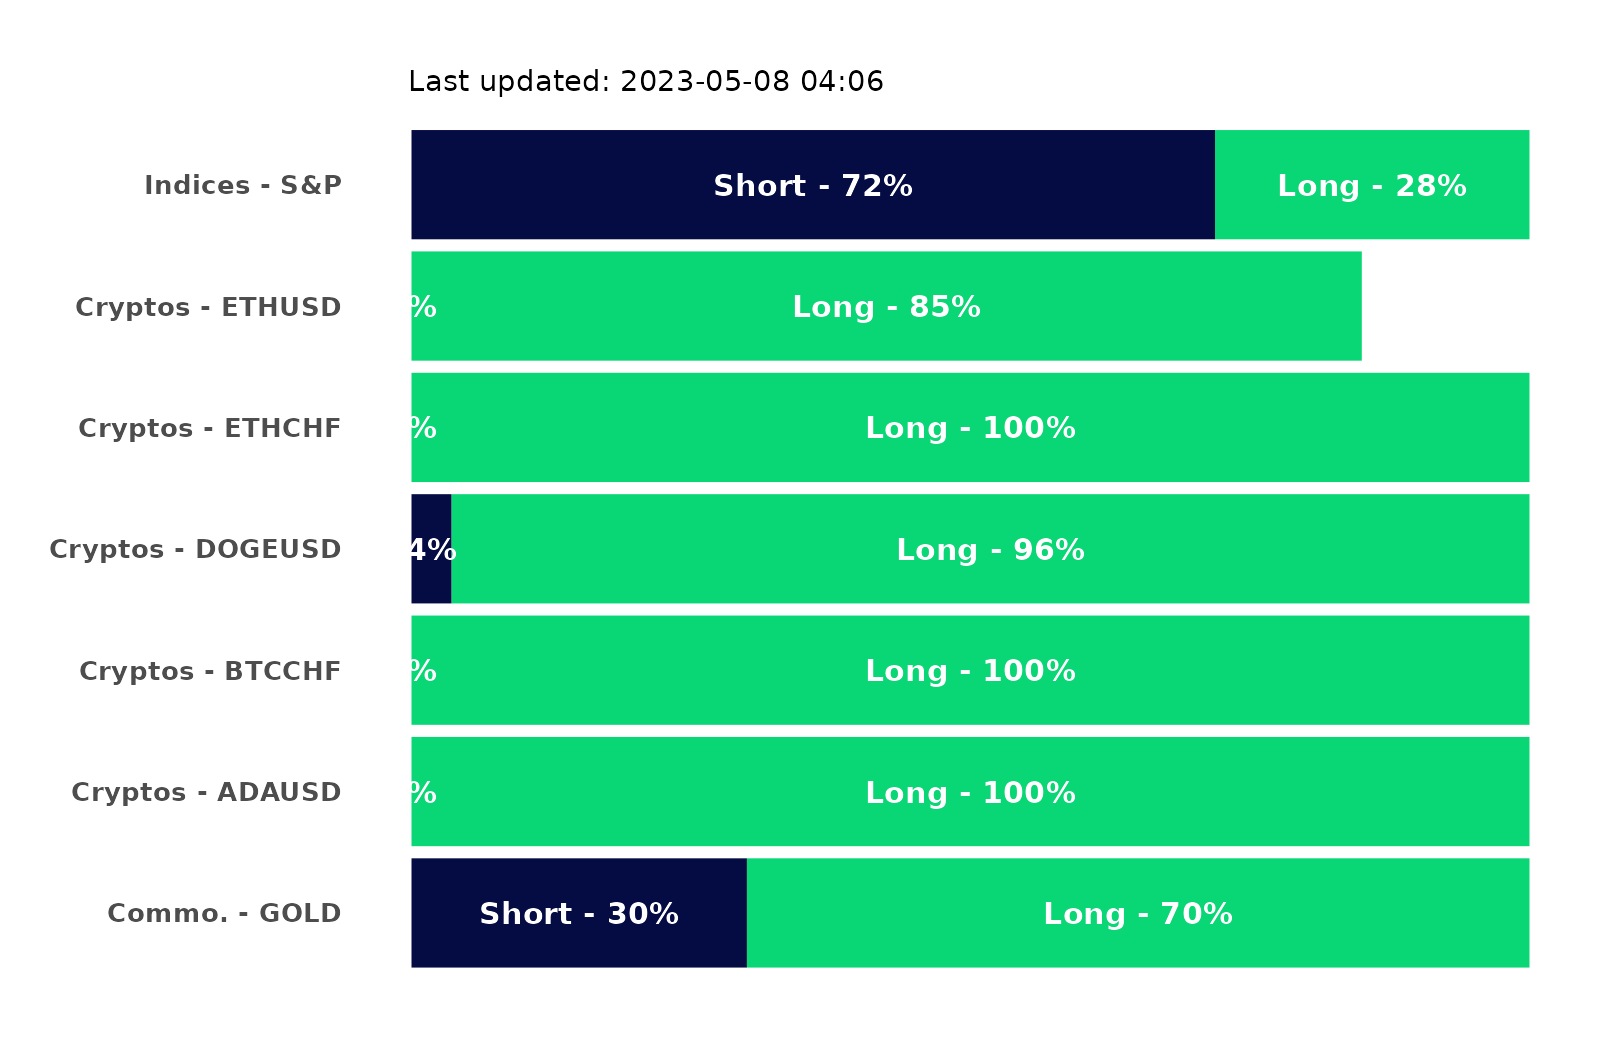 Last updated: 2023-05-08 04:06
Indices - S&P Short - 72% Long - 28%
Cryptos - ETHUSD % Long - 85%
Cryptos - ETHCHF % Long - 100%
Cryptos - DOGEUSD 4% Long - 96%
Cryptos - BTCCHF % Long - 100%
Cryptos - ADAUSD % Long - 100%
Commo. - GOLD Short - 30% Long - 70%